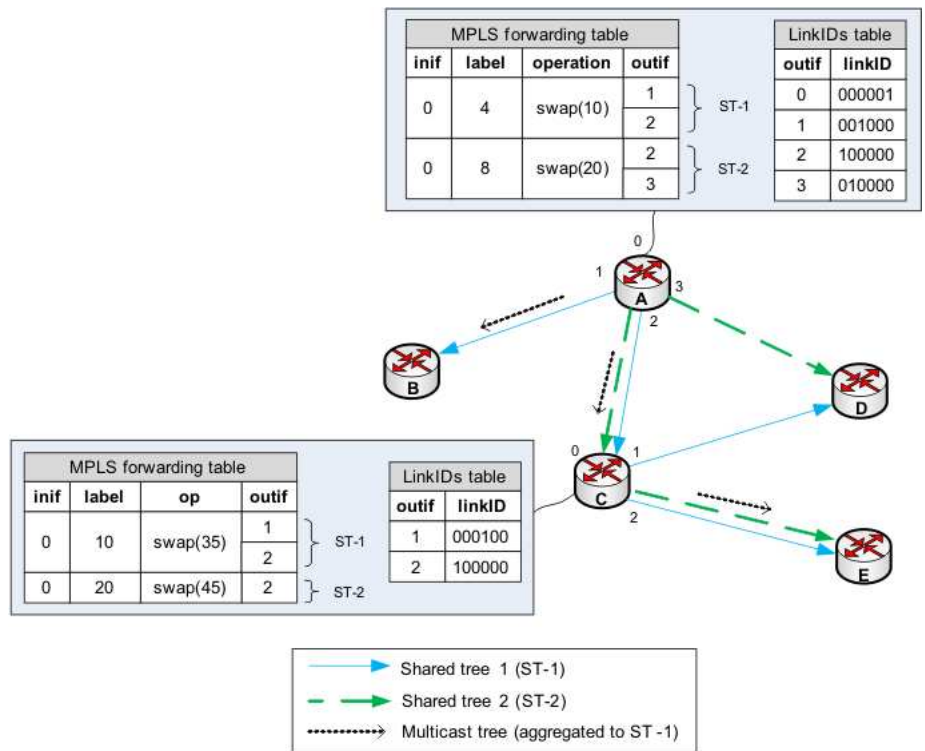 MPLS forwarding table
inif label operation outif
0 4 swap(10) 1
2
ST-1
0 8 swap(20) 2
3
ST-2
LinkIDs table
outif linkID
0 000001
1 001000
2 100000
3 010000
0
1
3
A
2
B
D
MPLS forwarding table
inif label op outif
0 10 swap(35) 1
2
ST-1
0 20 swap(45) 2
ST-2
LinkIDs table
outif linkID
1 000100
2 100000
0
1
C
2
E
Shared tree 1 (ST-1)
Shared tree 2 (ST-2)
Multicast tree (aggregated to ST-1)